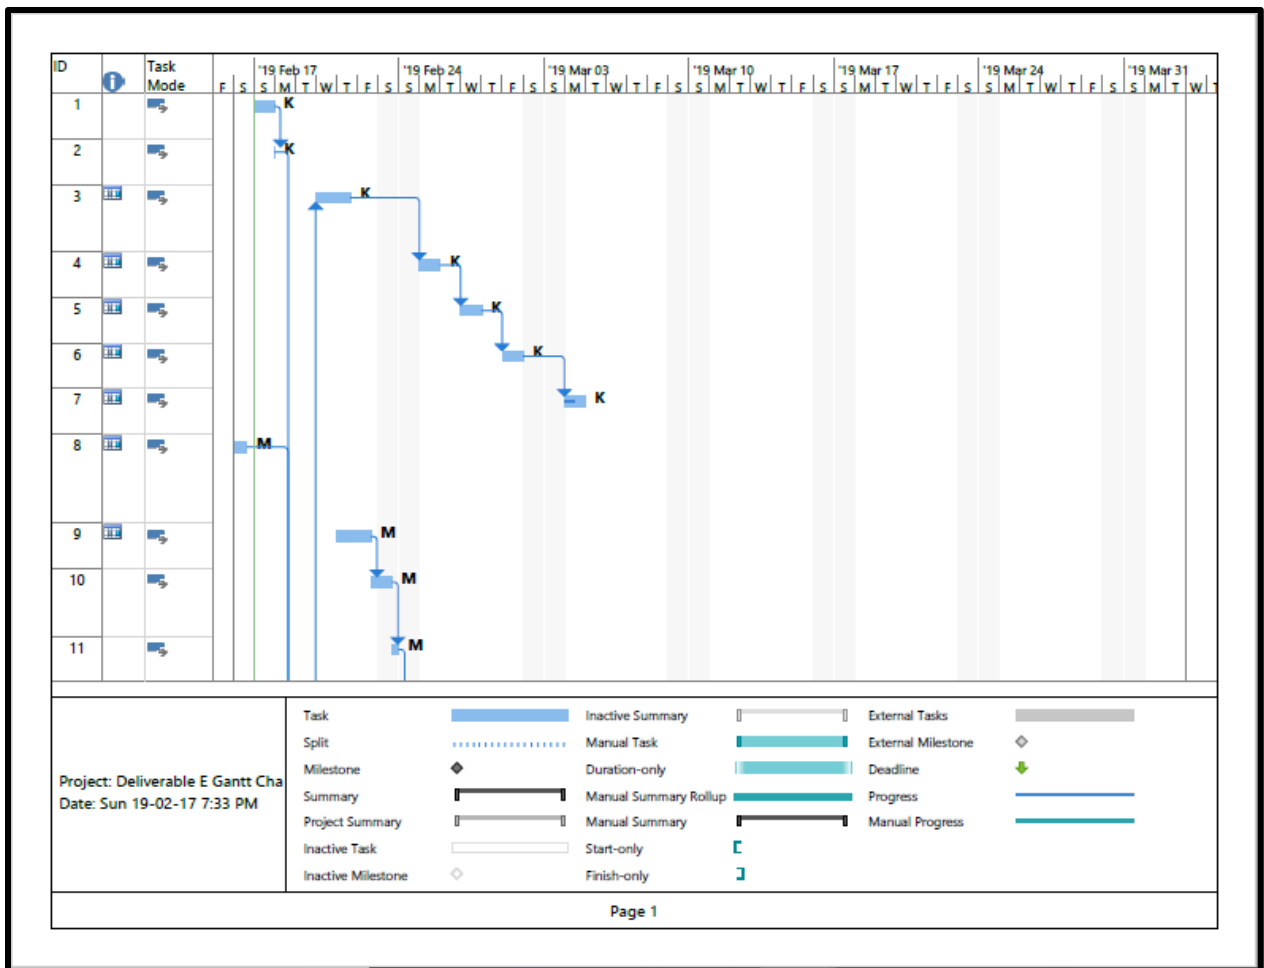 ID
Task Mode
'19 Feb 17
'19 Feb 24
'19 Mar 03
'19 Mar 10
'19 Mar 17
'19 Mar 24
'19 Mar 31
F S S M T W T F S S M T W T F S S M T W T F S S M T W T F S S M T W T F S S M T W T F S S M T W T
1 K
2 K
3 K
4 K
5 K
6 K
7 K
8 M
9 M
10 M
11 M
Project: Deliverable E Gantt Cha
Date: Sun 19-02-17 7:33 PM
Task
Split
Milestone
Summary
Project Summary
Inactive Task
Inactive Milestone
Inactive Summary
Manual Task
Duration-only
Manual Summary Rollup
Manual Summary
Start-only
Finish-only
External Tasks
External Milestone
Deadline
Progress
Manual Progress
Page 1